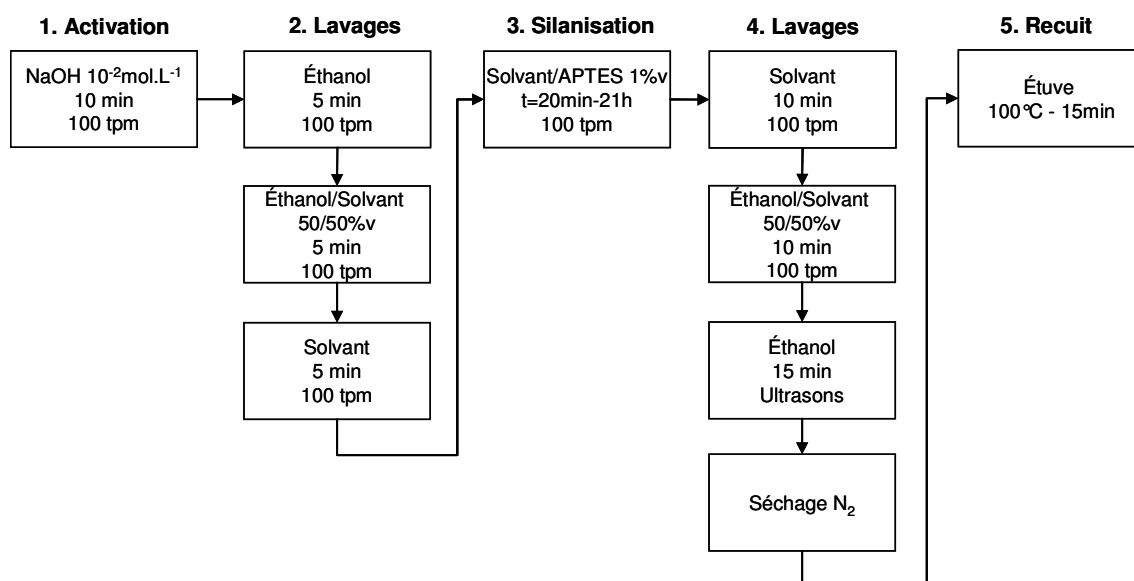 1. Activation
NaOH 10⁻²mol.L⁻¹
10 min
100 tpm
2. Lavages
Éthanol
5 min
100 tpm
Éthanol/Solvant
50/50%v
5 min
100 tpm
Solvant
5 min
100 tpm
3. Silanisation
Solvant/APTES 1%v
t=20min-21h
100 tpm
4. Lavages
Solvant
10 min
100 tpm
Éthanol/Solvant
50/50%v
10 min
100 tpm
Éthanol
15 min
Ultrasons
Séchage N₂
5. Recuit
Étuve
100°C - 15min